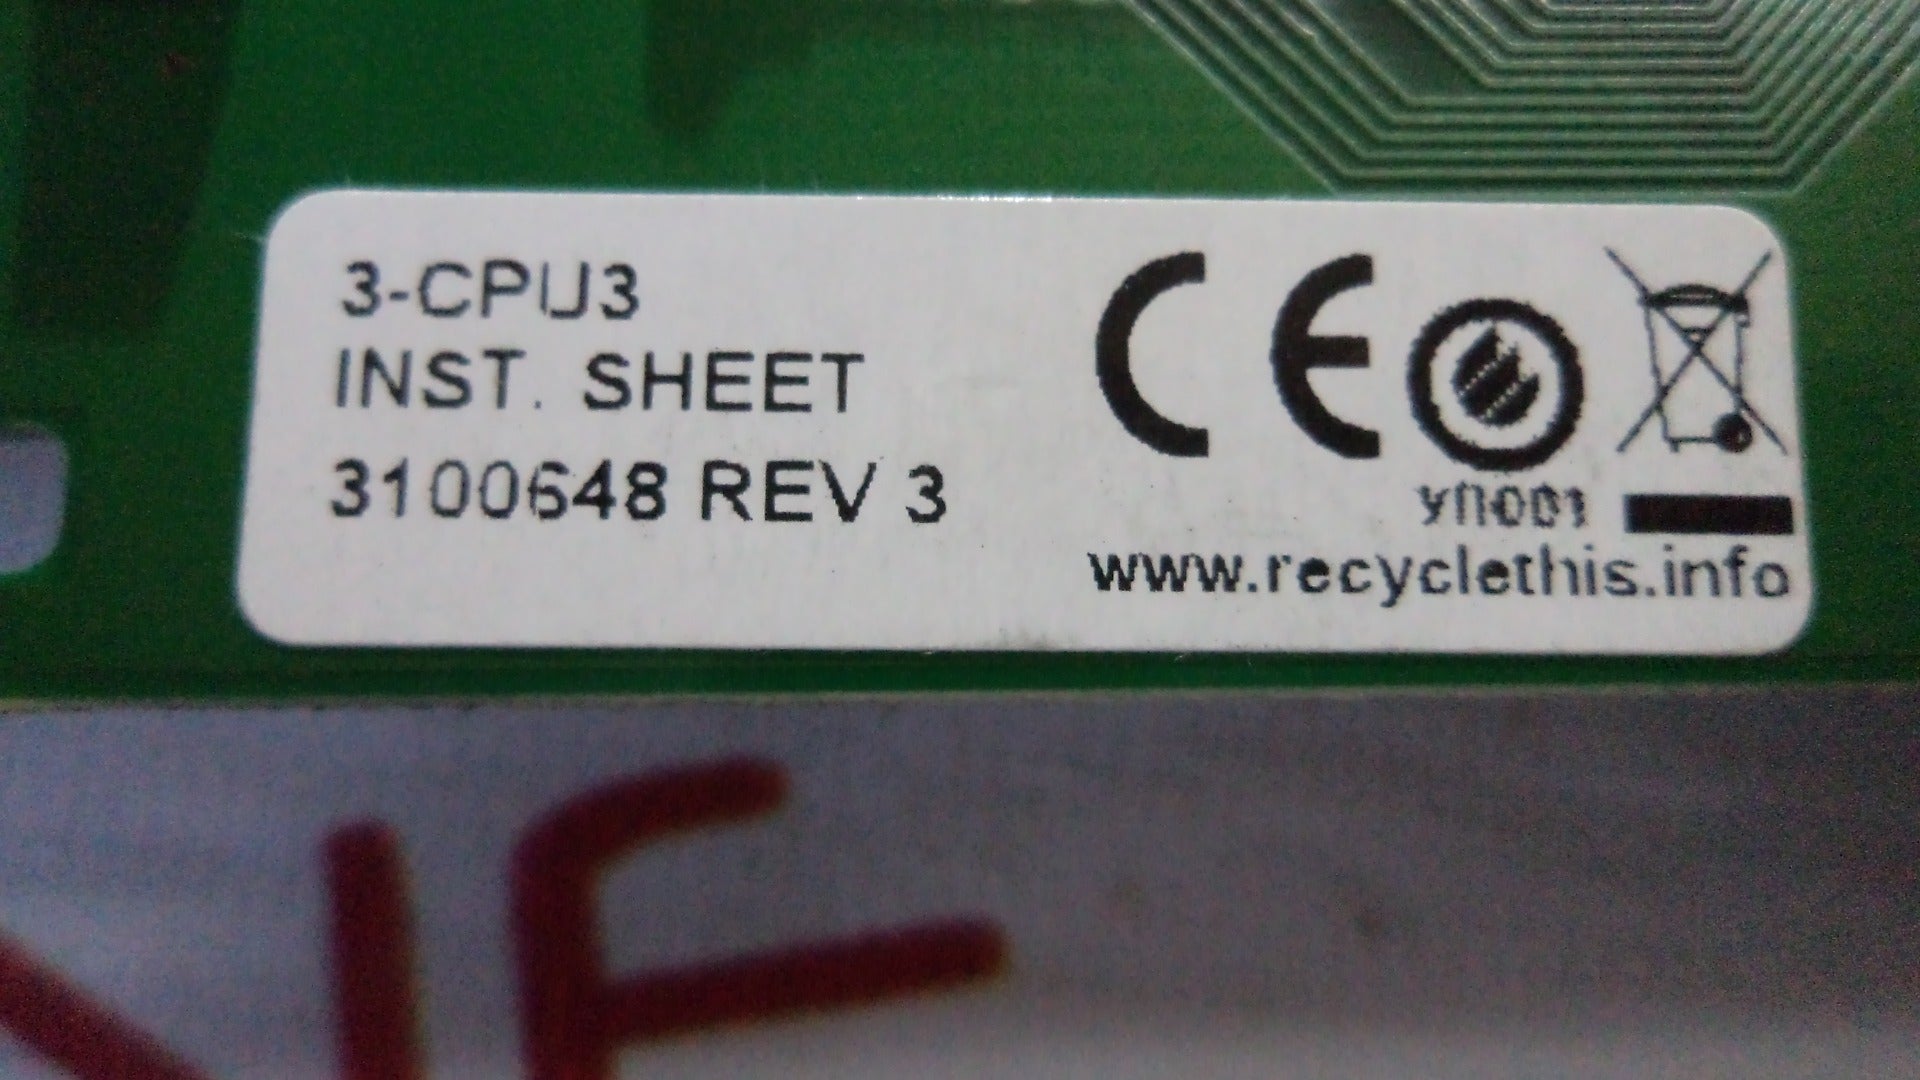 3-CPU3
INST. SHEET
3100648 REV 3
CE
www.recyclethis.info